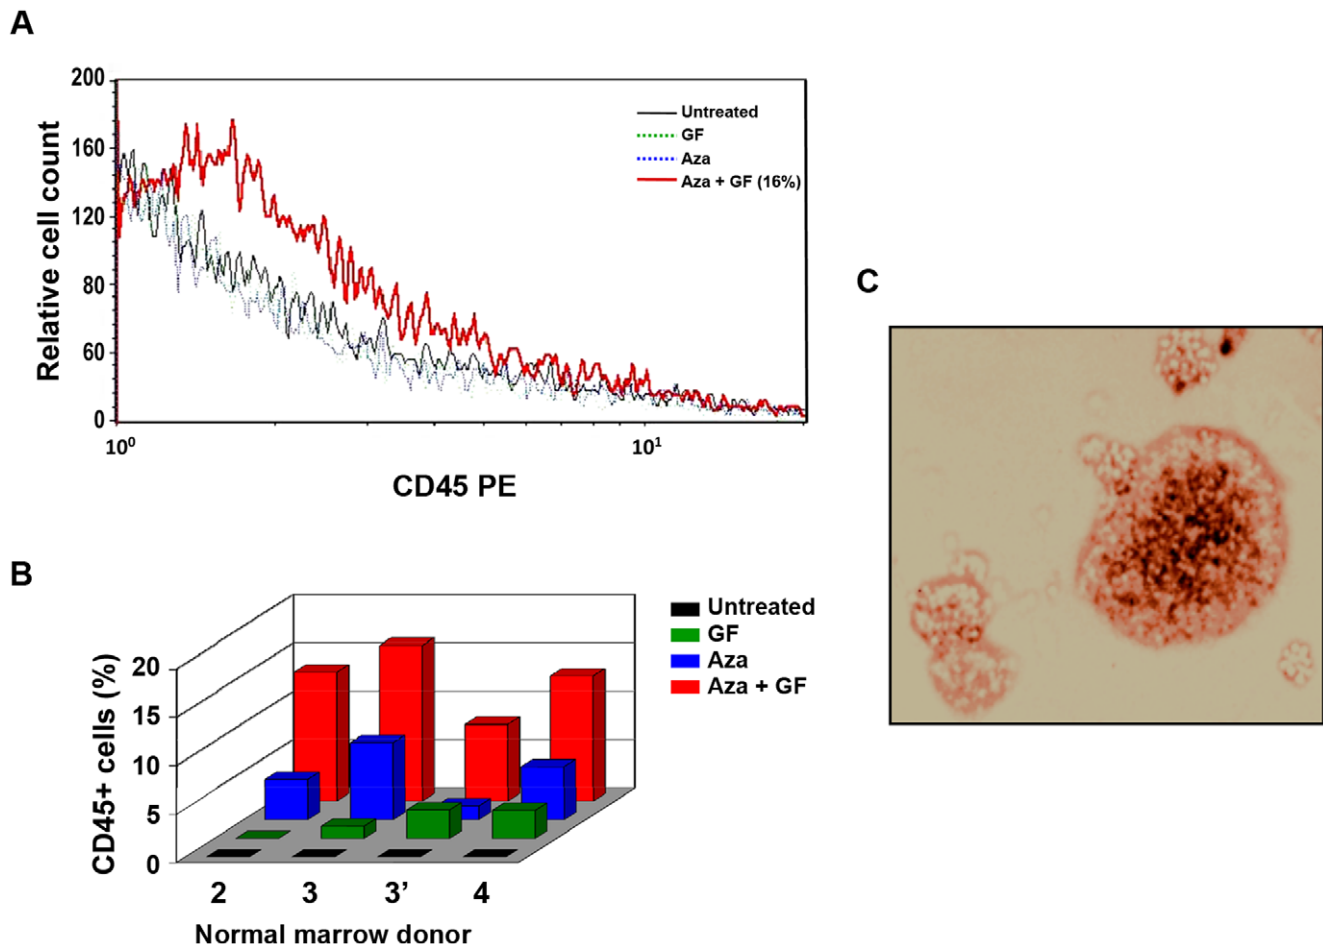 A
200
160
120
80
60
0
Relative cell count
Untreated
GF
Aza
Aza + GF (16%)
10⁰
10¹
CD45 PE
B
20
15
10
5
0
CD45+ cells (%)
Untreated
GF
Aza
Aza + GF
2 3 3’ 4
Normal marrow donor
C